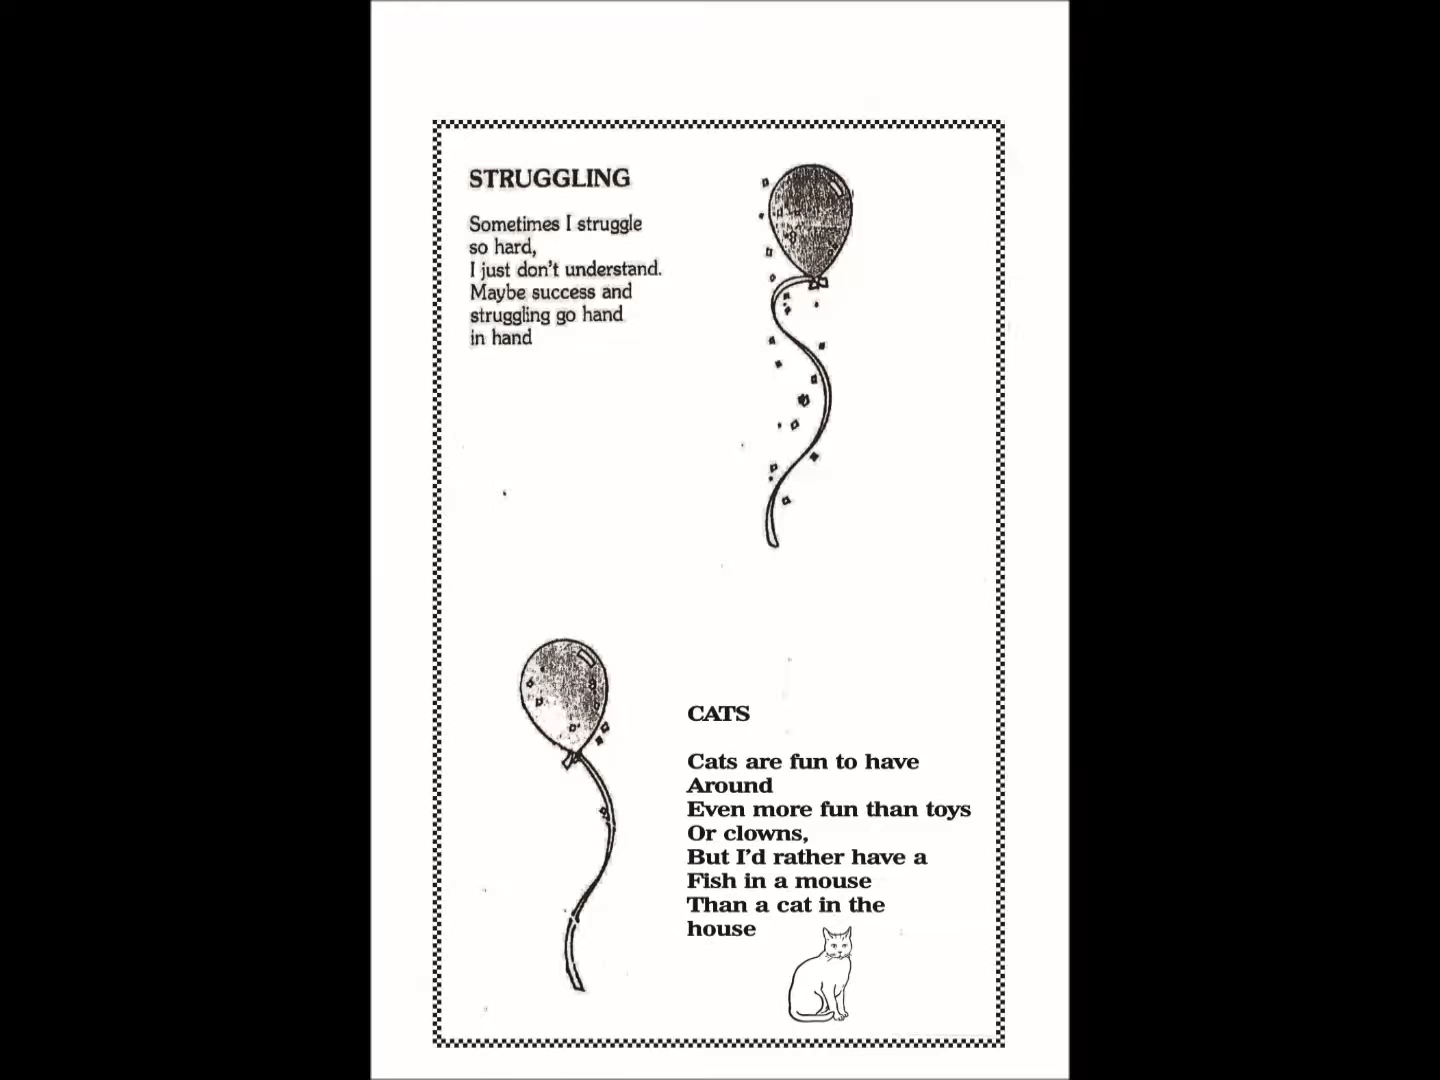 STRUGGLING
Sometimes I struggle
so hard,
I just don't understand.
Maybe success and
struggling go hand
in hand
CATS
Cats are fun to have
Around
Even more fun than toys
Or clowns,
But I'd rather have a
Fish in a mouse
Than a cat in the
house